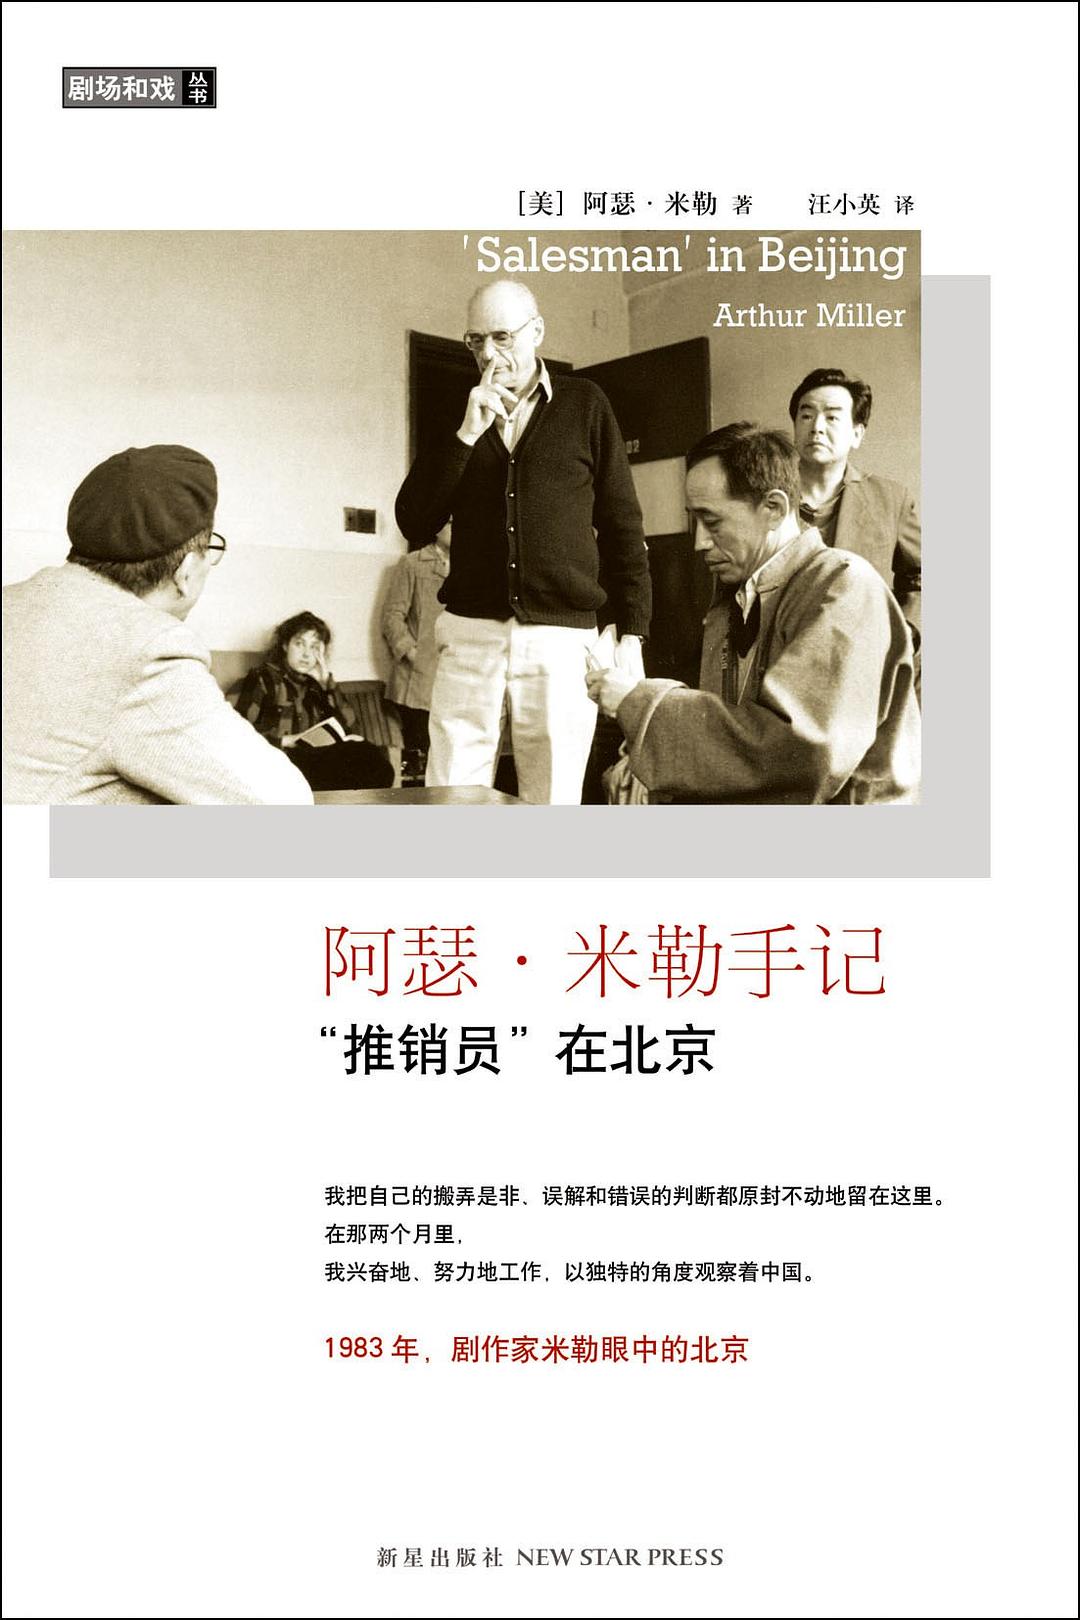 剧场和戏 丛书
[美] 阿瑟·米勒 著 汪小英 译
'Salesman' in Beijing
Arthur Miller
阿瑟·米勒手记
“推销员”在北京
我把自己的搬弄是非、误解和错误的判断都原封不动地留在这里。
在那两个月里，
我兴奋地、努力地工作，以独特的角度观察着中国。
1983 年，剧作家米勒眼中的北京
新星出版社 NEW STAR PRESS